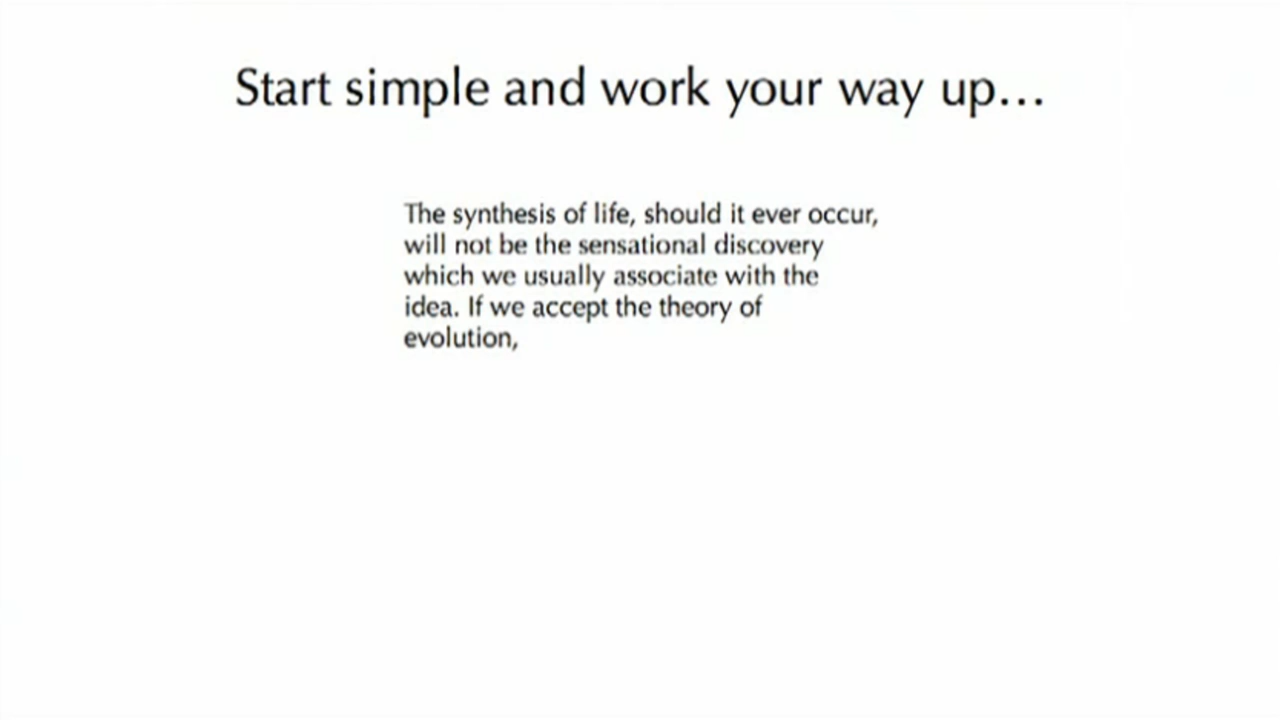 Start simple and work your way up...
The synthesis of life, should it ever occur,
will not be the sensational discovery
which we usually associate with the
idea. If we accept the theory of
evolution,